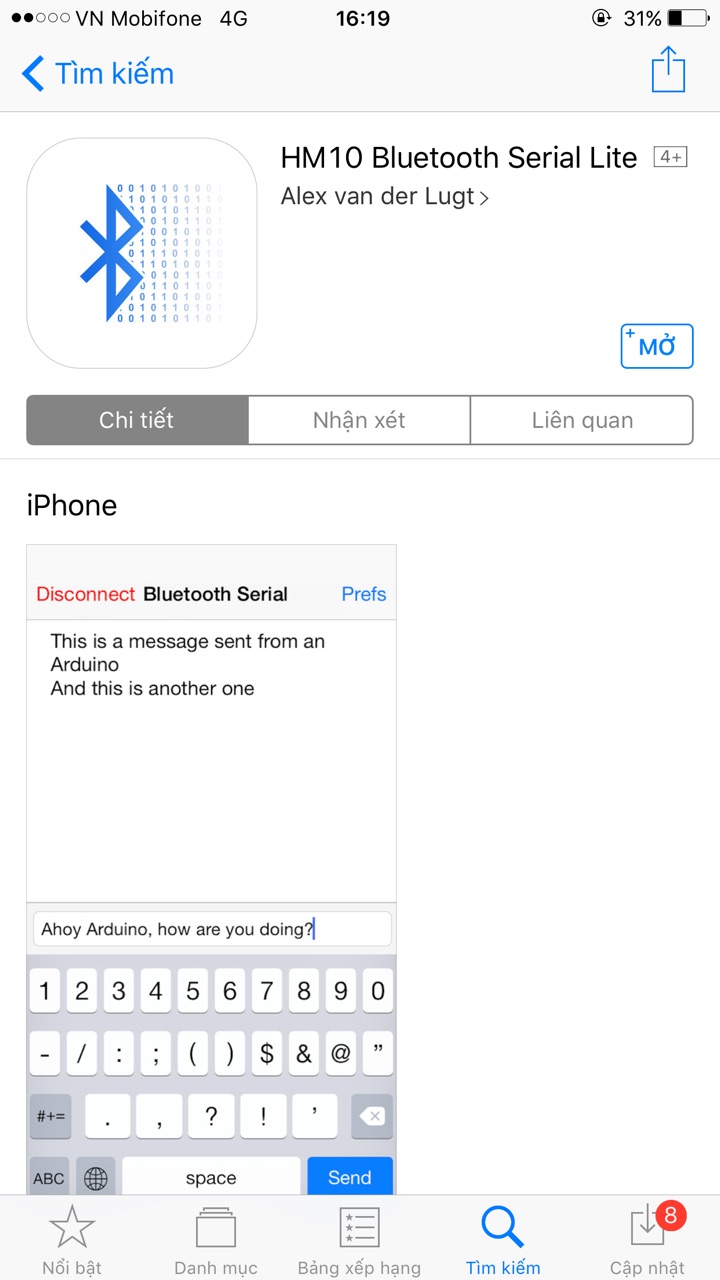 VN Mobifone 4G 16:19 31%
Tìm kiếm
HM10 Bluetooth Serial Lite 4+
Alex van der Lugt >
+ MỞ
Chi tiết Nhận xét Liên quan
iPhone
Disconnect Bluetooth Serial Prefs
This is a message sent from an
Arduino
And this is another one
Ahoy Arduino, how are you doing?
1 2 3 4 5 6 7 8 9 0
- / : ; ( ) $ & @ ”
#+= . , ? ! ’
ABC space Send
8
Nổi bật Danh mục Bảng xếp hạng Tìm kiếm Cập nhật